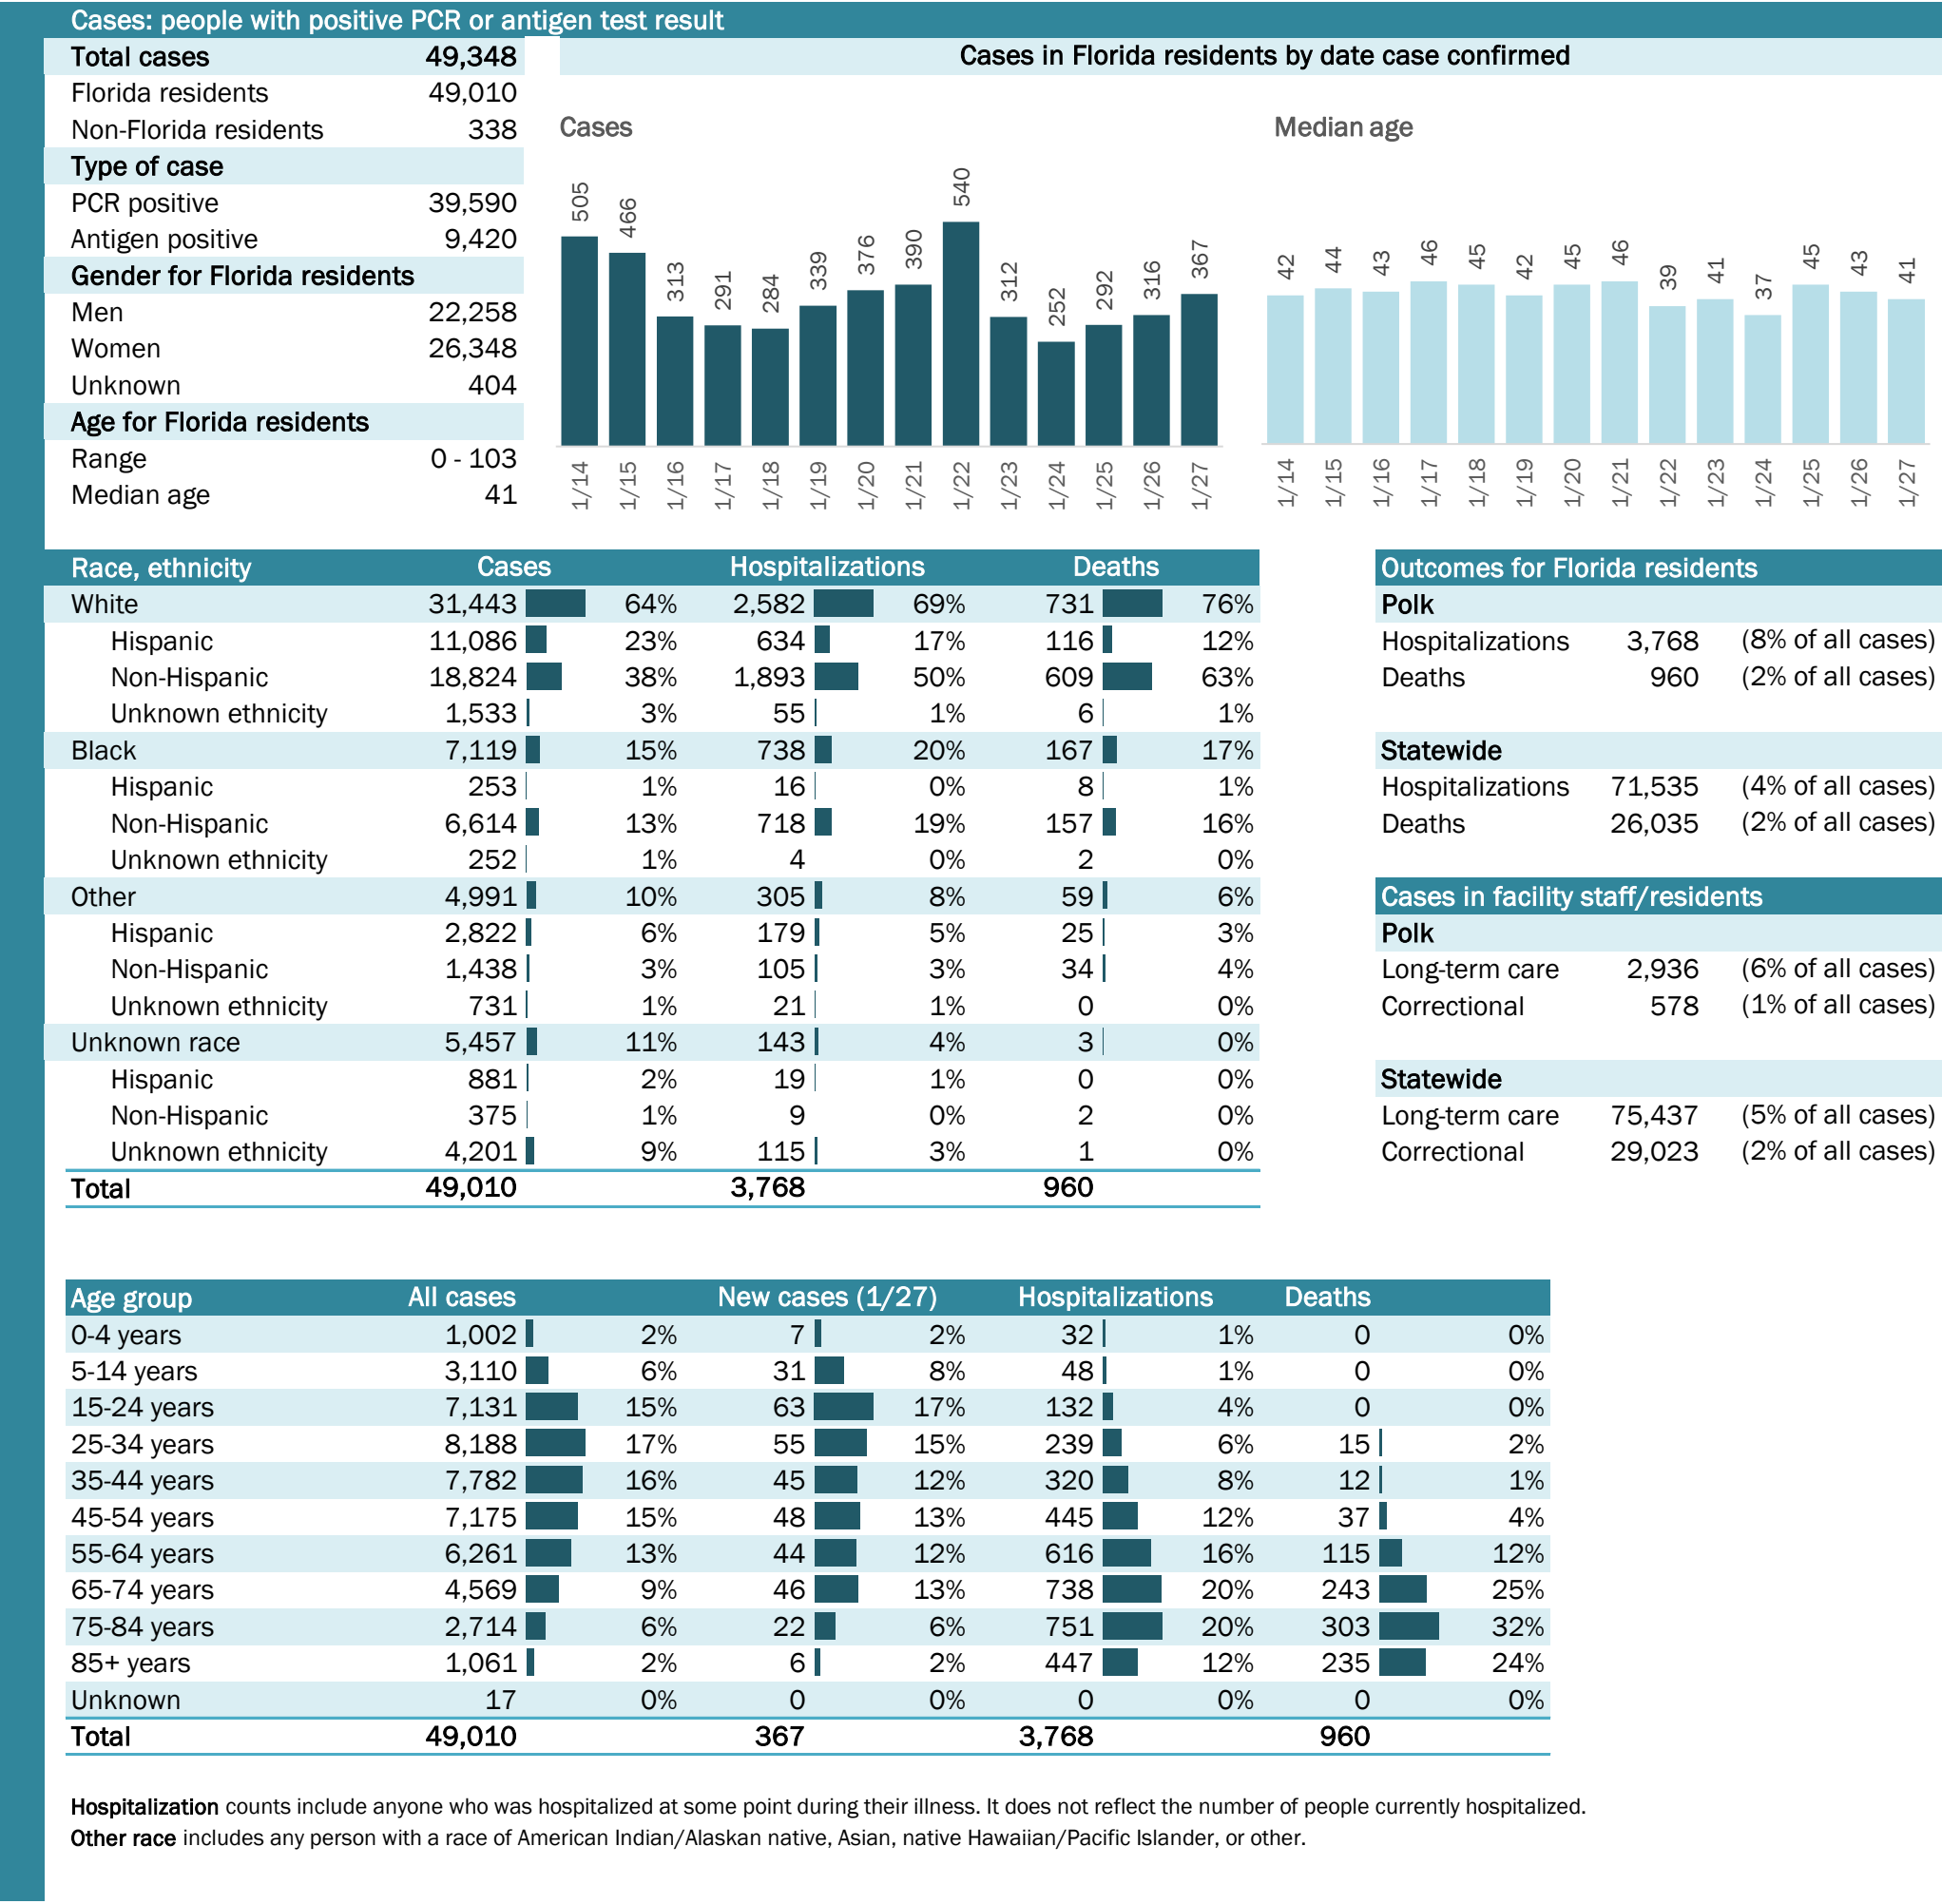 Cases: people with positive PCR or antigen test result
Total cases 49,348
Florida residents 49,010
Non-Florida residents 338
Type of case
PCR positive 39,590
Antigen positive 9,420
Gender for Florida residents
Men 22,258
Women 26,348
Unknown 404
Age for Florida residents
Range 0 - 103
Median age 41
Cases in Florida residents by date case confirmed
Cases
505 466 313 291 284 339 376 390 540 312 252 292 316 367
1/14 1/15 1/16 1/17 1/18 1/19 1/20 1/21 1/22 1/23 1/24 1/25 1/26 1/27
Median age
42 44 43 46 45 42 45 46 39 41 37 45 43 41
1/14 1/15 1/16 1/17 1/18 1/19 1/20 1/21 1/22 1/23 1/24 1/25 1/26 1/27
Race, ethnicity Cases Hospitalizations Deaths
White 31,443 64% 2,582 69% 731 76%
Hispanic 11,086 23% 634 17% 116 12%
Non-Hispanic 18,824 38% 1,893 50% 609 63%
Unknown ethnicity 1,533 3% 55 1% 6 1%
Black 7,119 15% 738 20% 167 17%
Hispanic 253 1% 16 0% 8 1%
Non-Hispanic 6,614 13% 718 19% 157 16%
Unknown ethnicity 252 1% 4 0% 2 0%
Other 4,991 10% 305 8% 59 6%
Hispanic 2,822 6% 179 5% 25 3%
Non-Hispanic 1,438 3% 105 3% 34 4%
Unknown ethnicity 731 1% 21 1% 0 0%
Unknown race 5,457 11% 143 4% 3 0%
Hispanic 881 2% 19 1% 0 0%
Non-Hispanic 375 1% 9 0% 2 0%
Unknown ethnicity 4,201 9% 115 3% 1 0%
Total 49,010 3,768 960
Outcomes for Florida residents
Polk
Hospitalizations 3,768 (8% of all cases)
Deaths 960 (2% of all cases)
Statewide
Hospitalizations 71,535 (4% of all cases)
Deaths 26,035 (2% of all cases)
Cases in facility staff/residents
Polk
Long-term care 2,936 (6% of all cases)
Correctional 578 (1% of all cases)
Statewide
Long-term care 75,437 (5% of all cases)
Correctional 29,023 (2% of all cases)
Age group All cases New cases (1/27) Hospitalizations Deaths
0-4 years 1,002 2% 7 2% 32 1% 0 0%
5-14 years 3,110 6% 31 8% 48 1% 0 0%
15-24 years 7,131 15% 63 17% 132 4% 0 0%
25-34 years 8,188 17% 55 15% 239 6% 15 2%
35-44 years 7,782 16% 45 12% 320 8% 12 1%
45-54 years 7,175 15% 48 13% 445 12% 37 4%
55-64 years 6,261 13% 44 12% 616 16% 115 12%
65-74 years 4,569 9% 46 13% 738 20% 243 25%
75-84 years 2,714 6% 22 6% 751 20% 303 32%
85+ years 1,061 2% 6 2% 447 12% 235 24%
Unknown 17 0% 0 0% 0 0% 0 0%
Total 49,010 367 3,768 960
Hospitalization counts include anyone who was hospitalized at some point during their illness. It does not reflect the number of people currently hospitalized.
Other race includes any person with a race of American Indian/Alaskan native, Asian, native Hawaiian/Pacific Islander, or other.